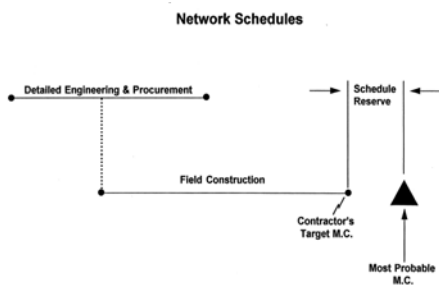 Network Schedules
Schedule
Reserve
Detailed Engineering & Procurement
Field Construction
Contractor's
Target M.C.
Most Probable
M.C.